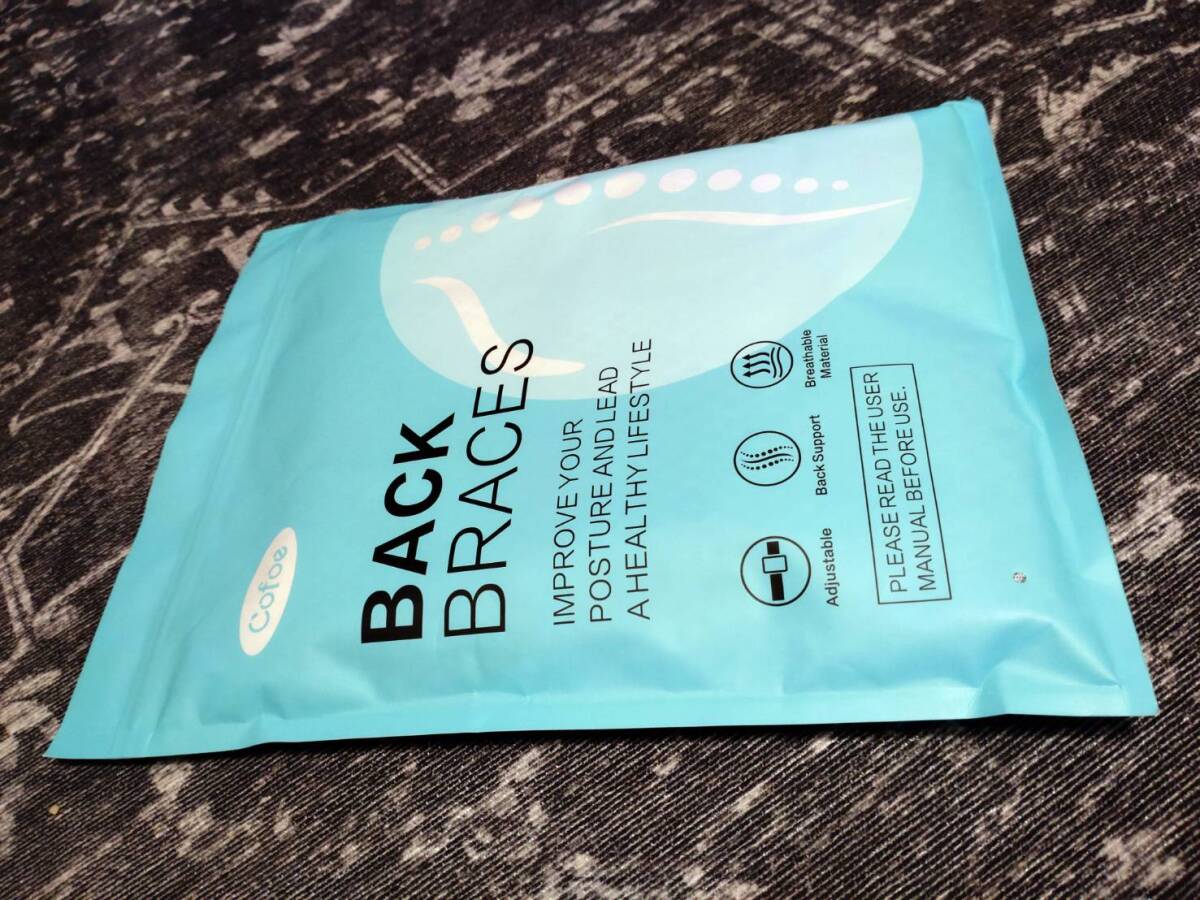 Cofoe
BACK
BRACES
IMPROVE YOUR
POSTURE AND LEAD
A HEALTHY LIFESTYLE
Adjustable
Back Support
Breathable
Material
PLEASE READ THE USER
MANUAL BEFORE USE.